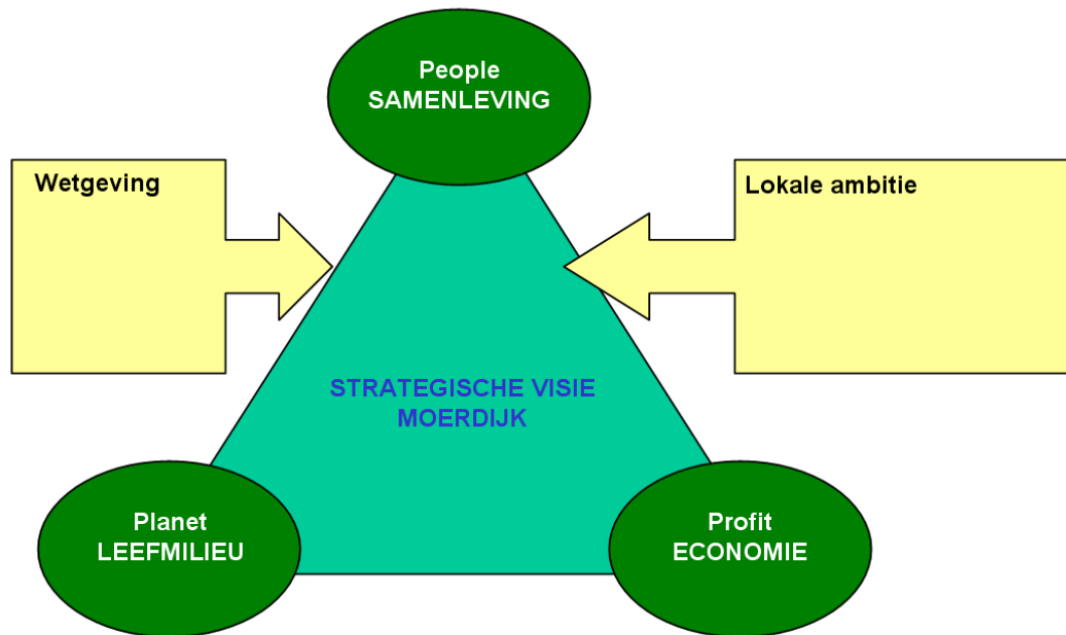 People
SAMENLEVING
Wetgeving
Lokale ambitie
STRATEGISCHE VISIE
MOERDIJK
Planet
LEEFMILIEU
Profit
ECONOMIE